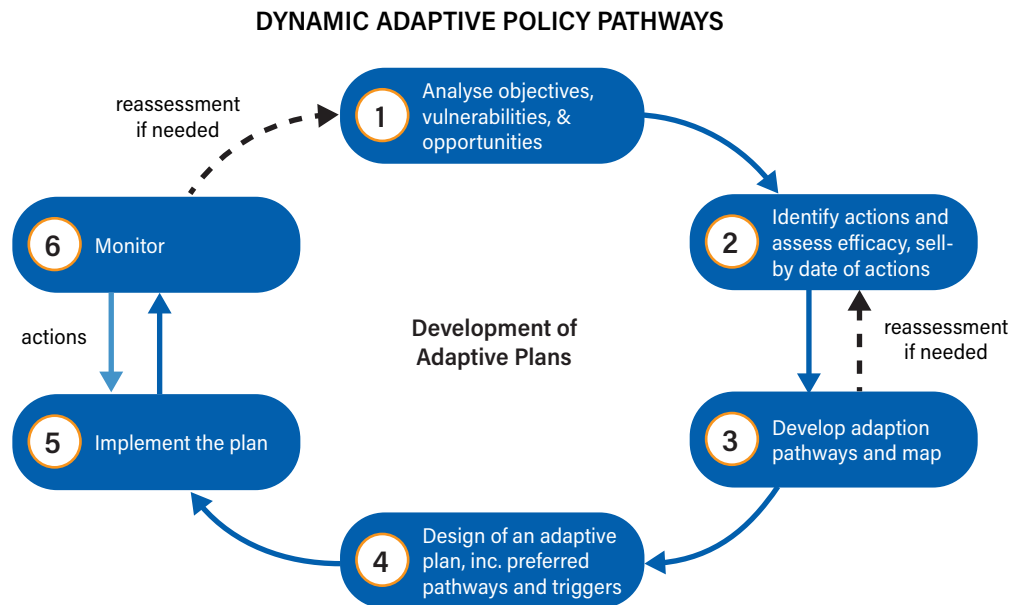 DYNAMIC ADAPTIVE POLICY PATHWAYS
reassessment
if needed
1
Analyse objectives,
vulnerabilities, &
opportunities
2
Identify actions and
assess efficacy, sell-
by date of actions
6
Monitor
actions
Development of
Adaptive Plans
reassessment
if needed
3
Develop adaption
pathways and map
5
Implement the plan
4
Design of an adaptive
plan, inc. preferred
pathways and triggers